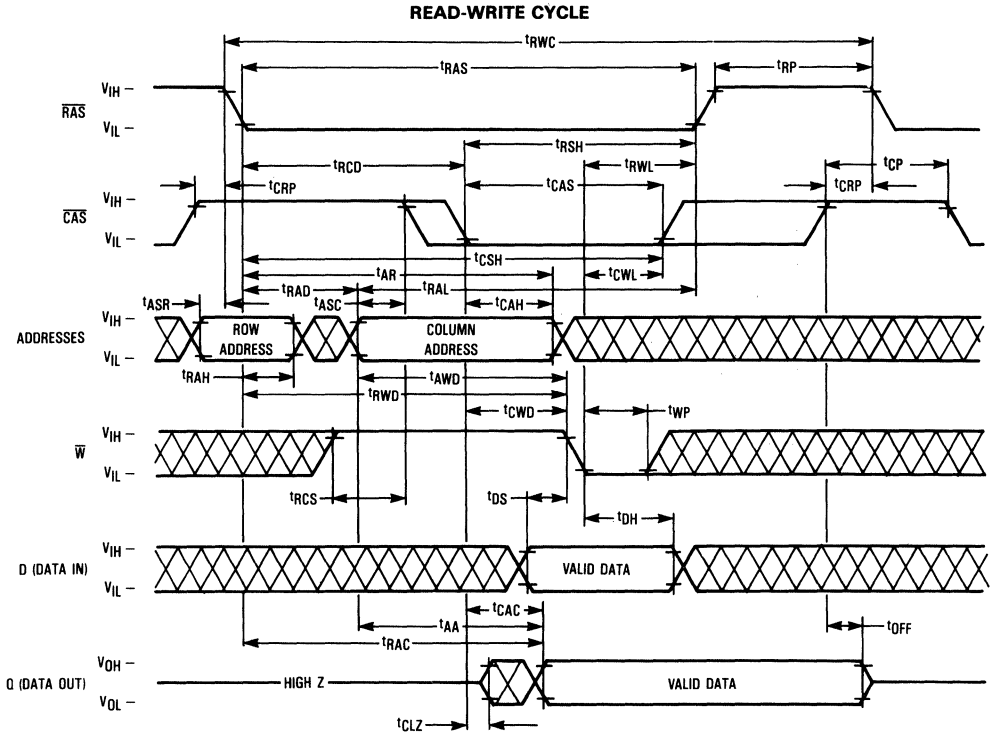 READ-WRITE CYCLE
tRWC
tRAS
tRP
VIH
RAS
VIL
tRSH
tRCD
tRWL
tCP
tCRP
tCAS
tCRP
VIH
CAS
VIL
tCSH
tAR
tCWL
tRAD
tRAL
tASR
tASC
tCAH
VIH
ADDRESSES
ROW ADDRESS
COLUMN ADDRESS
VIL
tRAH
tAWD
tRWD
tCWD
tWP
VIH
W
VIL
tRCS
tDS
tDH
VIH
D (DATA IN)
VALID DATA
VIL
tCAC
tAA
tOFF
tRAC
VOH
Q (DATA OUT)
HIGH Z
VALID DATA
VOL
tCLZ